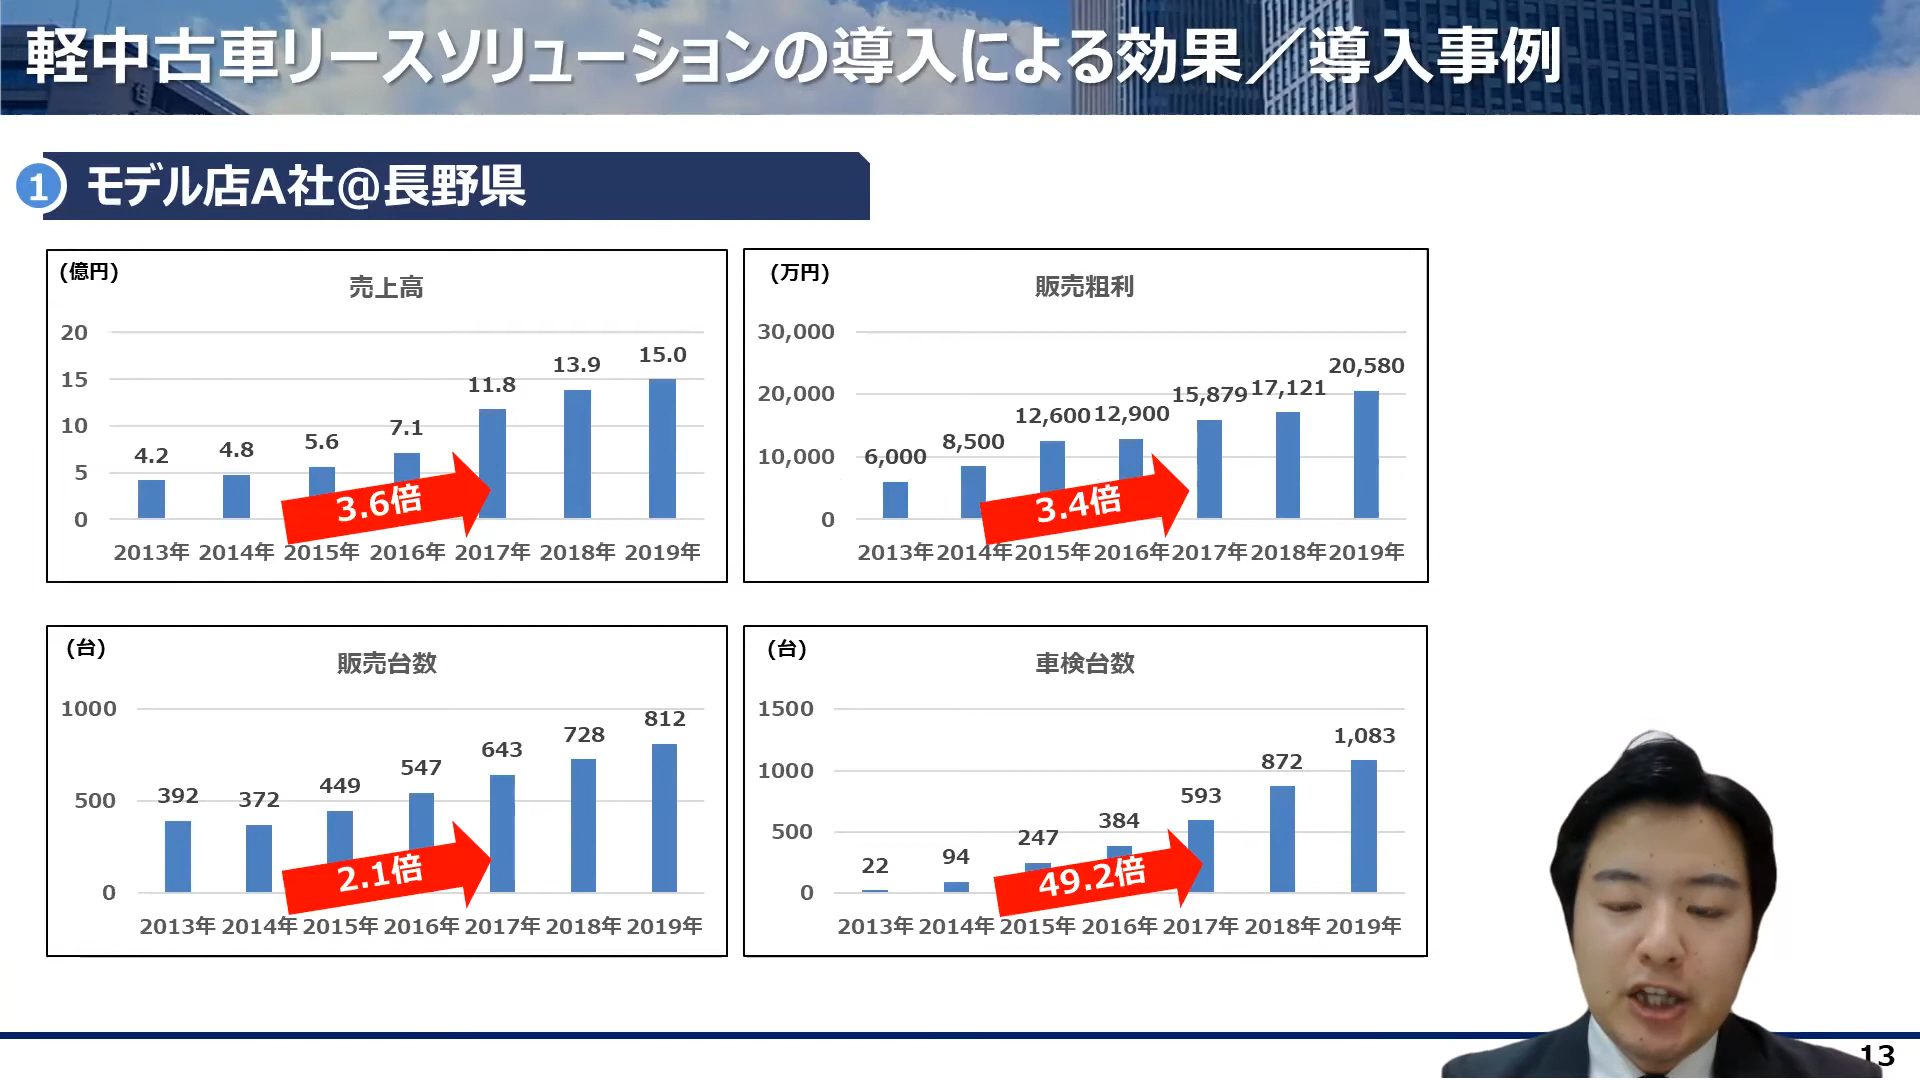 軽中古車リースソリューションの導入による効果／導入事例
1 モデル店A社@長野県
(億円)
売上高
20
15
10
5
0
4.2 4.8 5.6 7.1 11.8 13.9 15.0
3.6倍
2013年 2014年 2015年 2016年 2017年 2018年 2019年
(万円)
販売粗利
30,000
20,000
10,000
0
6,000 8,500 12,600 12,900 15,879 17,121 20,580
3.4倍
2013年 2014年 2015年 2016年 2017年 2018年 2019年
(台)
販売台数
1000
500
0
392 372 449 547 643 728 812
2.1倍
2013年 2014年 2015年 2016年 2017年 2018年 2019年
(台)
車検台数
1500
1000
500
0
22 94 247 384 593 872 1,083
49.2倍
2013年 2014年 2015年 2016年 2017年 2018年 2019年
13